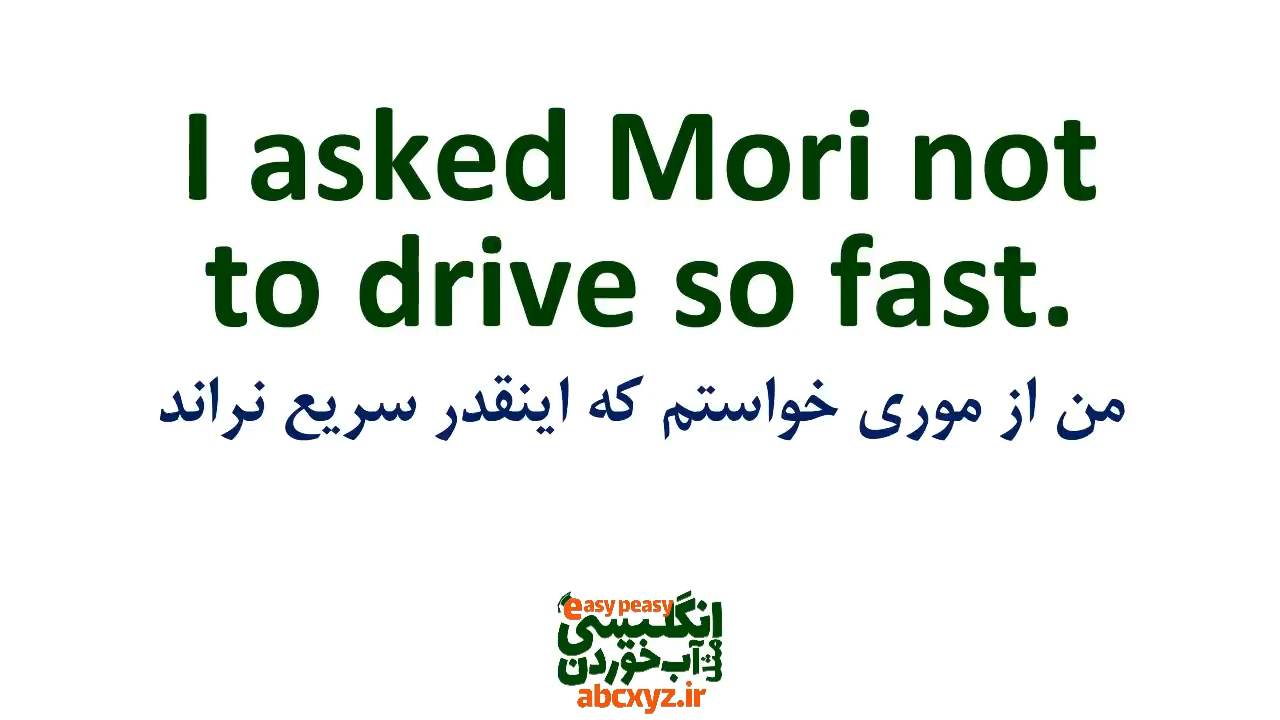 I asked Mori not
to drive so fast.
من از موری خواستم که اینقدر سریع نراند
easy peasy
انگلیسی
مثل آب خوردن
abcxyz.ir